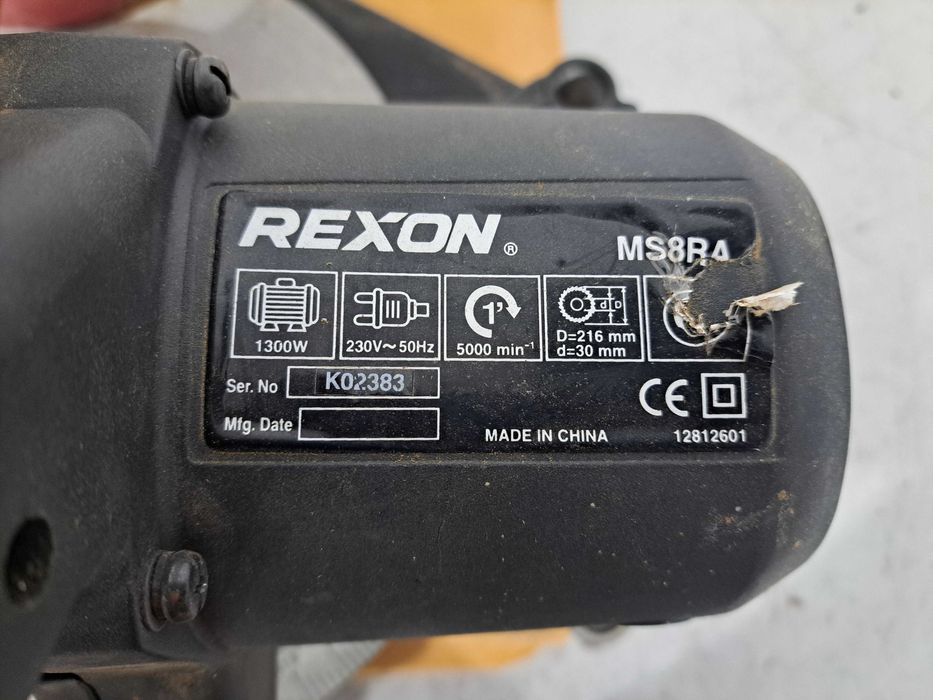 REXON ®
MS8RA
1'
d D
1300W
230V~50Hz
5000 min⁻¹
D=216 mm
d=30 mm
Ser. No K02383
Mfg. Date
CE
MADE IN CHINA
12812601